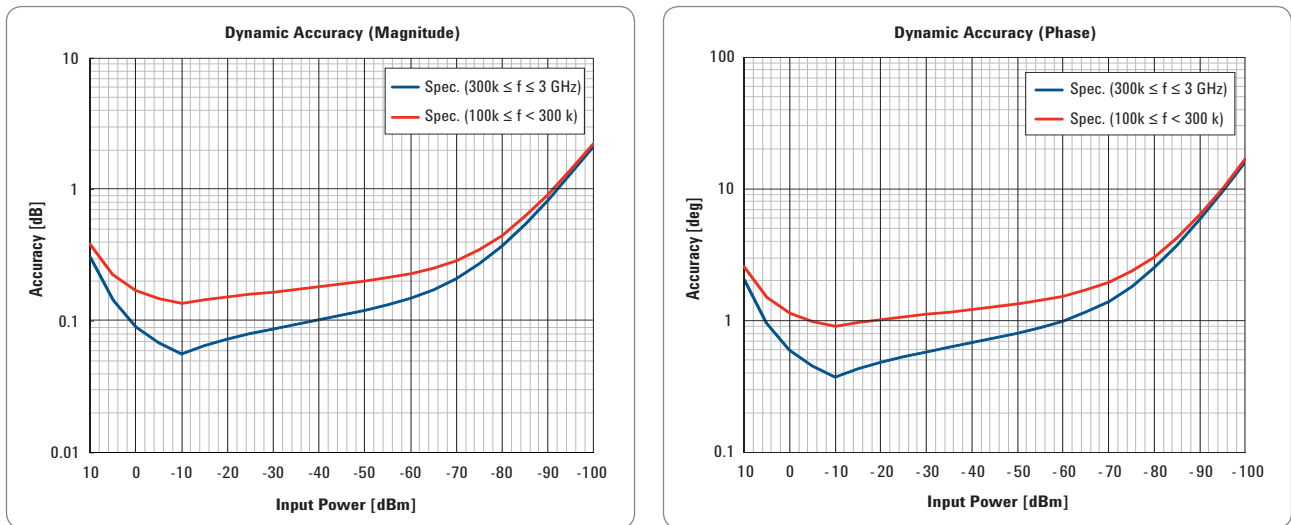 Dynamic Accuracy (Magnitude)
10
1
0.1
0.01
Accuracy [dB]
Spec. (300k ≤ f ≤ 3 GHz)
Spec. (100k ≤ f < 300 k)
10 0 -10 -20 -30 -40 -50 -60 -70 -80 -90 -100
Input Power [dBm]
Dynamic Accuracy (Phase)
100
10
1
0.1
Accuracy [deg]
Spec. (300k ≤ f ≤ 3 GHz)
Spec. (100k ≤ f < 300 k)
10 0 -10 -20 -30 -40 -50 -60 -70 -80 -90 -100
Input Power [dBm]